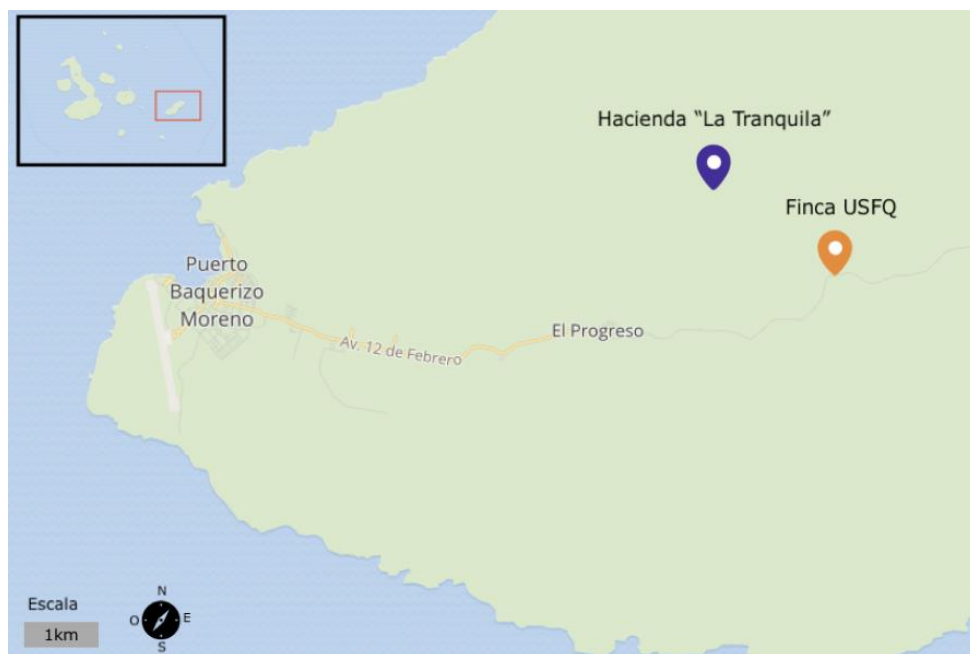 Hacienda “La Tranquila”
Finca USFQ
Puerto
Baquerizo
Moreno
Av. 12 de Febrero
El Progreso
Escala
1km
N
O E
S